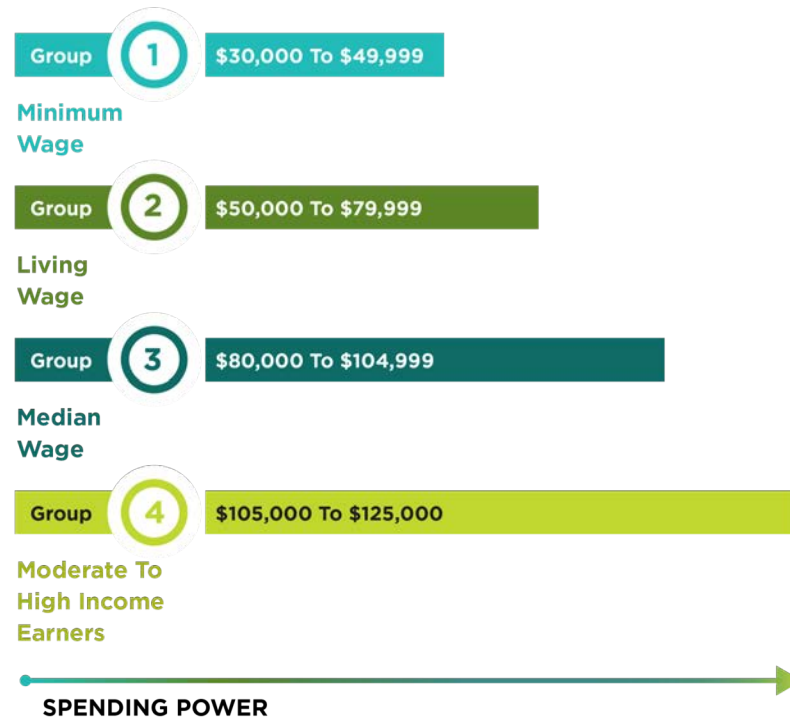 Group 1 $30,000 To $49,999
Minimum
Wage
Group 2 $50,000 To $79,999
Living
Wage
Group 3 $80,000 To $104,999
Median
Wage
Group 4 $105,000 To $125,000
Moderate To
High Income
Earners
SPENDING POWER